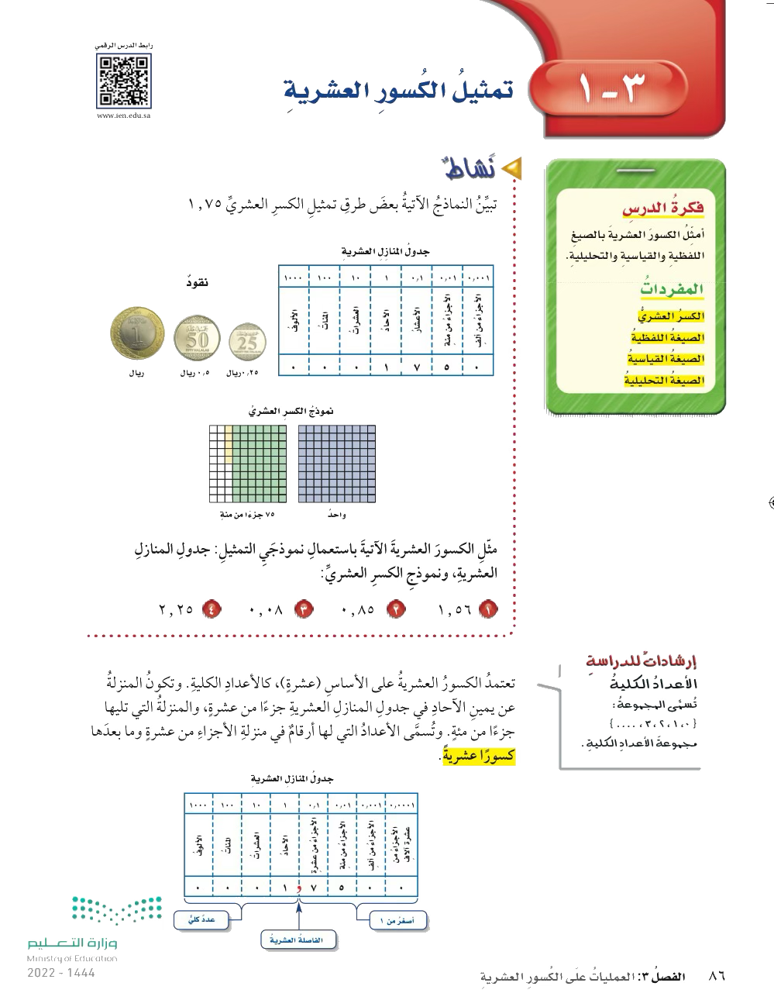 رابط الدرس الرقمي
www.ien.edu.sa
٣-١
تمثيلُ الكُسورِ العشريةِ
فكرةُ الدرسِ
أمثِّلُ الكسورَ العشريةَ بالصيغِ
اللفظيةِ والقياسيةِ والتحليليةِ.
المفرداتُ
الكسرُ العشريُّ
الصيغةُ اللفظيةُ
الصيغةُ القياسيةُ
الصيغةُ التحليليةُ
نَشاطٌ
تبيِّنُ النماذجُ الآتيةُ بعضَ طرقِ تمثيلِ الكسرِ العشريِّ ١,٧٥
جدولُ المنازلِ العشريةِ
١٠٠٠ ١٠٠ ١٠ ١ ٠,١ ٠,٠١ ٠,٠٠١
الألوفُ المئاتُ العشراتُ الآحادُ الأعشارُ الأجزاءُ من مئة الأجزاءُ من ألف
٠ ٠ ٠ ١ ٧ ٥ ٠
نقودٌ
1 50 25
ريال ٠,٥ ريال ٠,٢٥ ريال
نموذجُ الكسرِ العشريِّ
واحدٌ
٧٥ جزءًا من مئةٍ
مثِّلِ الكسورَ العشريةَ الآتيةَ باستعمالِ نموذجَيِ التمثيلِ: جدولِ المنازلِ
العشريةِ، ونموذجِ الكسرِ العشريِّ:
١ ١,٥٦ ٢ ٠,٨٥ ٣ ٠,٠٨ ٤ ٢,٢٥
إرشاداتٌ للدراسةِ
الأعدادُ الكليةُ
تُسمَّى المجموعةُ:
{٠، ١، ٢، ٣، ....}
مجموعةَ الأعدادِ الكليةِ.
تعتمدُ الكسورُ العشريةُ على الأساسِ (عشرةٍ)، كالأعدادِ الكليةِ. وتكونُ المنزلةُ
عن يمينِ الآحادِ في جدولِ المنازلِ العشريةِ جزءًا من عشرةٍ، والمنزلةُ التي تليها
جزءًا من مئةٍ. وتُسمَّى الأعدادُ التي لها أرقامٌ في منزلةِ الأجزاءِ من عشرةٍ وما بعدَها
كسورًا عشريةً.
جدولُ المنازلِ العشريةِ
١٠٠٠ ١٠٠ ١٠ ١ ٠,١ ٠,٠١ ٠,٠٠١ ٠,٠٠٠١
الألوفُ المئاتُ العشراتُ الآحادُ الأجزاءُ من عشرة الأجزاءُ من مئة الأجزاءُ من ألف الأجزاءُ من عشرة آلاف
٠ ٠ ٠ ١ , ٧ ٥ ٠ ٠
عددٌ كليٌّ
أصغرُ من ١
الفاصلةُ العشريةُ
وزارة التعليم
Ministry of Education
2022 - 1444
٨٦ الفصلُ ٣: العملياتُ علَى الكُسورِ العشريةِ